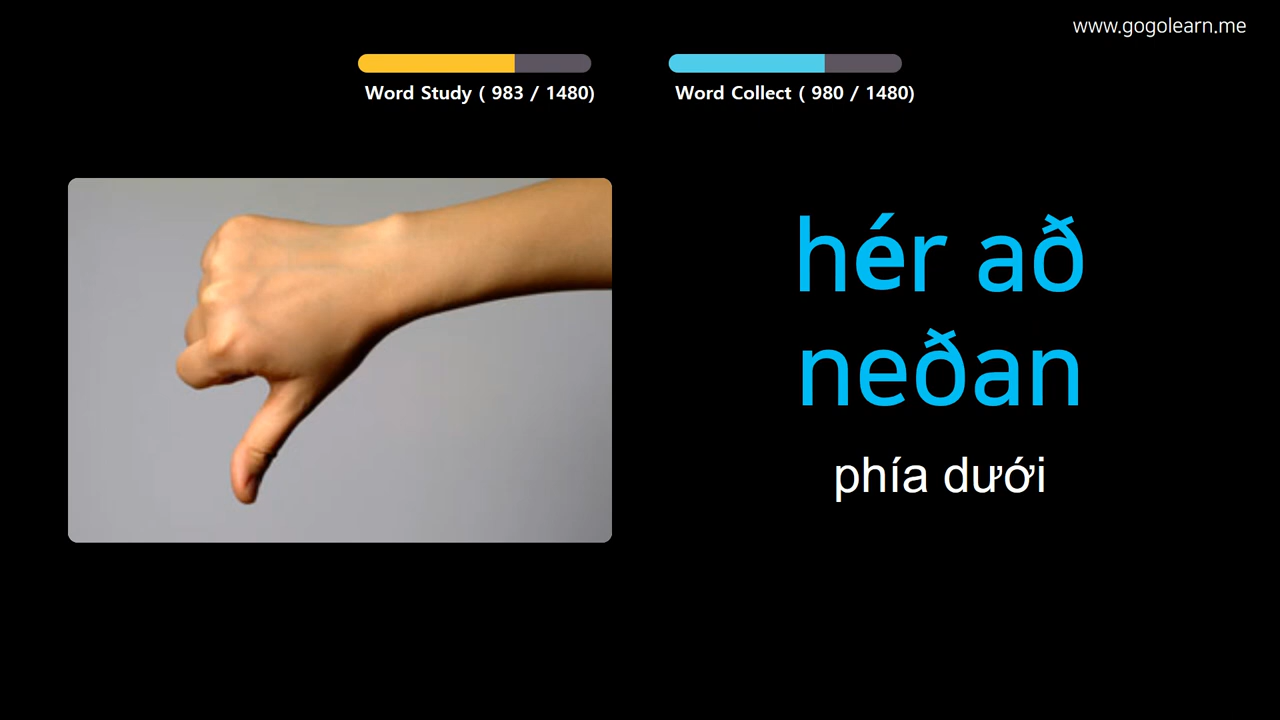 www.gogolearn.me
Word Study ( 983 / 1480)
Word Collect ( 980 / 1480)
hér að
neðan
phía dưới